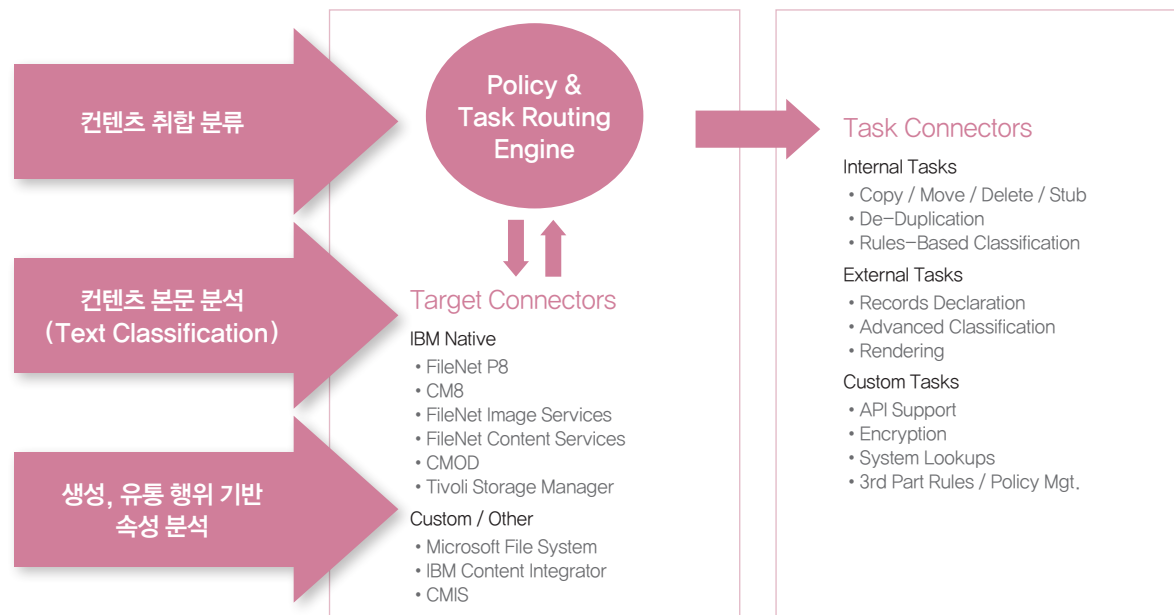 컨텐츠 취합 분류
컨텐츠 본문 분석
(Text Classification)
생성, 유통 행위 기반
속성 분석
Policy &
Task Routing
Engine
Target Connectors
IBM Native
• FileNet P8
• CM8
• FileNet Image Services
• FileNet Content Services
• CMOD
• Tivoli Storage Manager
Custom / Other
• Microsoft File System
• IBM Content Integrator
• CMIS
Task Connectors
Internal Tasks
• Copy / Move / Delete / Stub
• De-Duplication
• Rules-Based Classification
External Tasks
• Records Declaration
• Advanced Classification
• Rendering
Custom Tasks
• API Support
• Encryption
• System Lookups
• 3rd Part Rules / Policy Mgt.